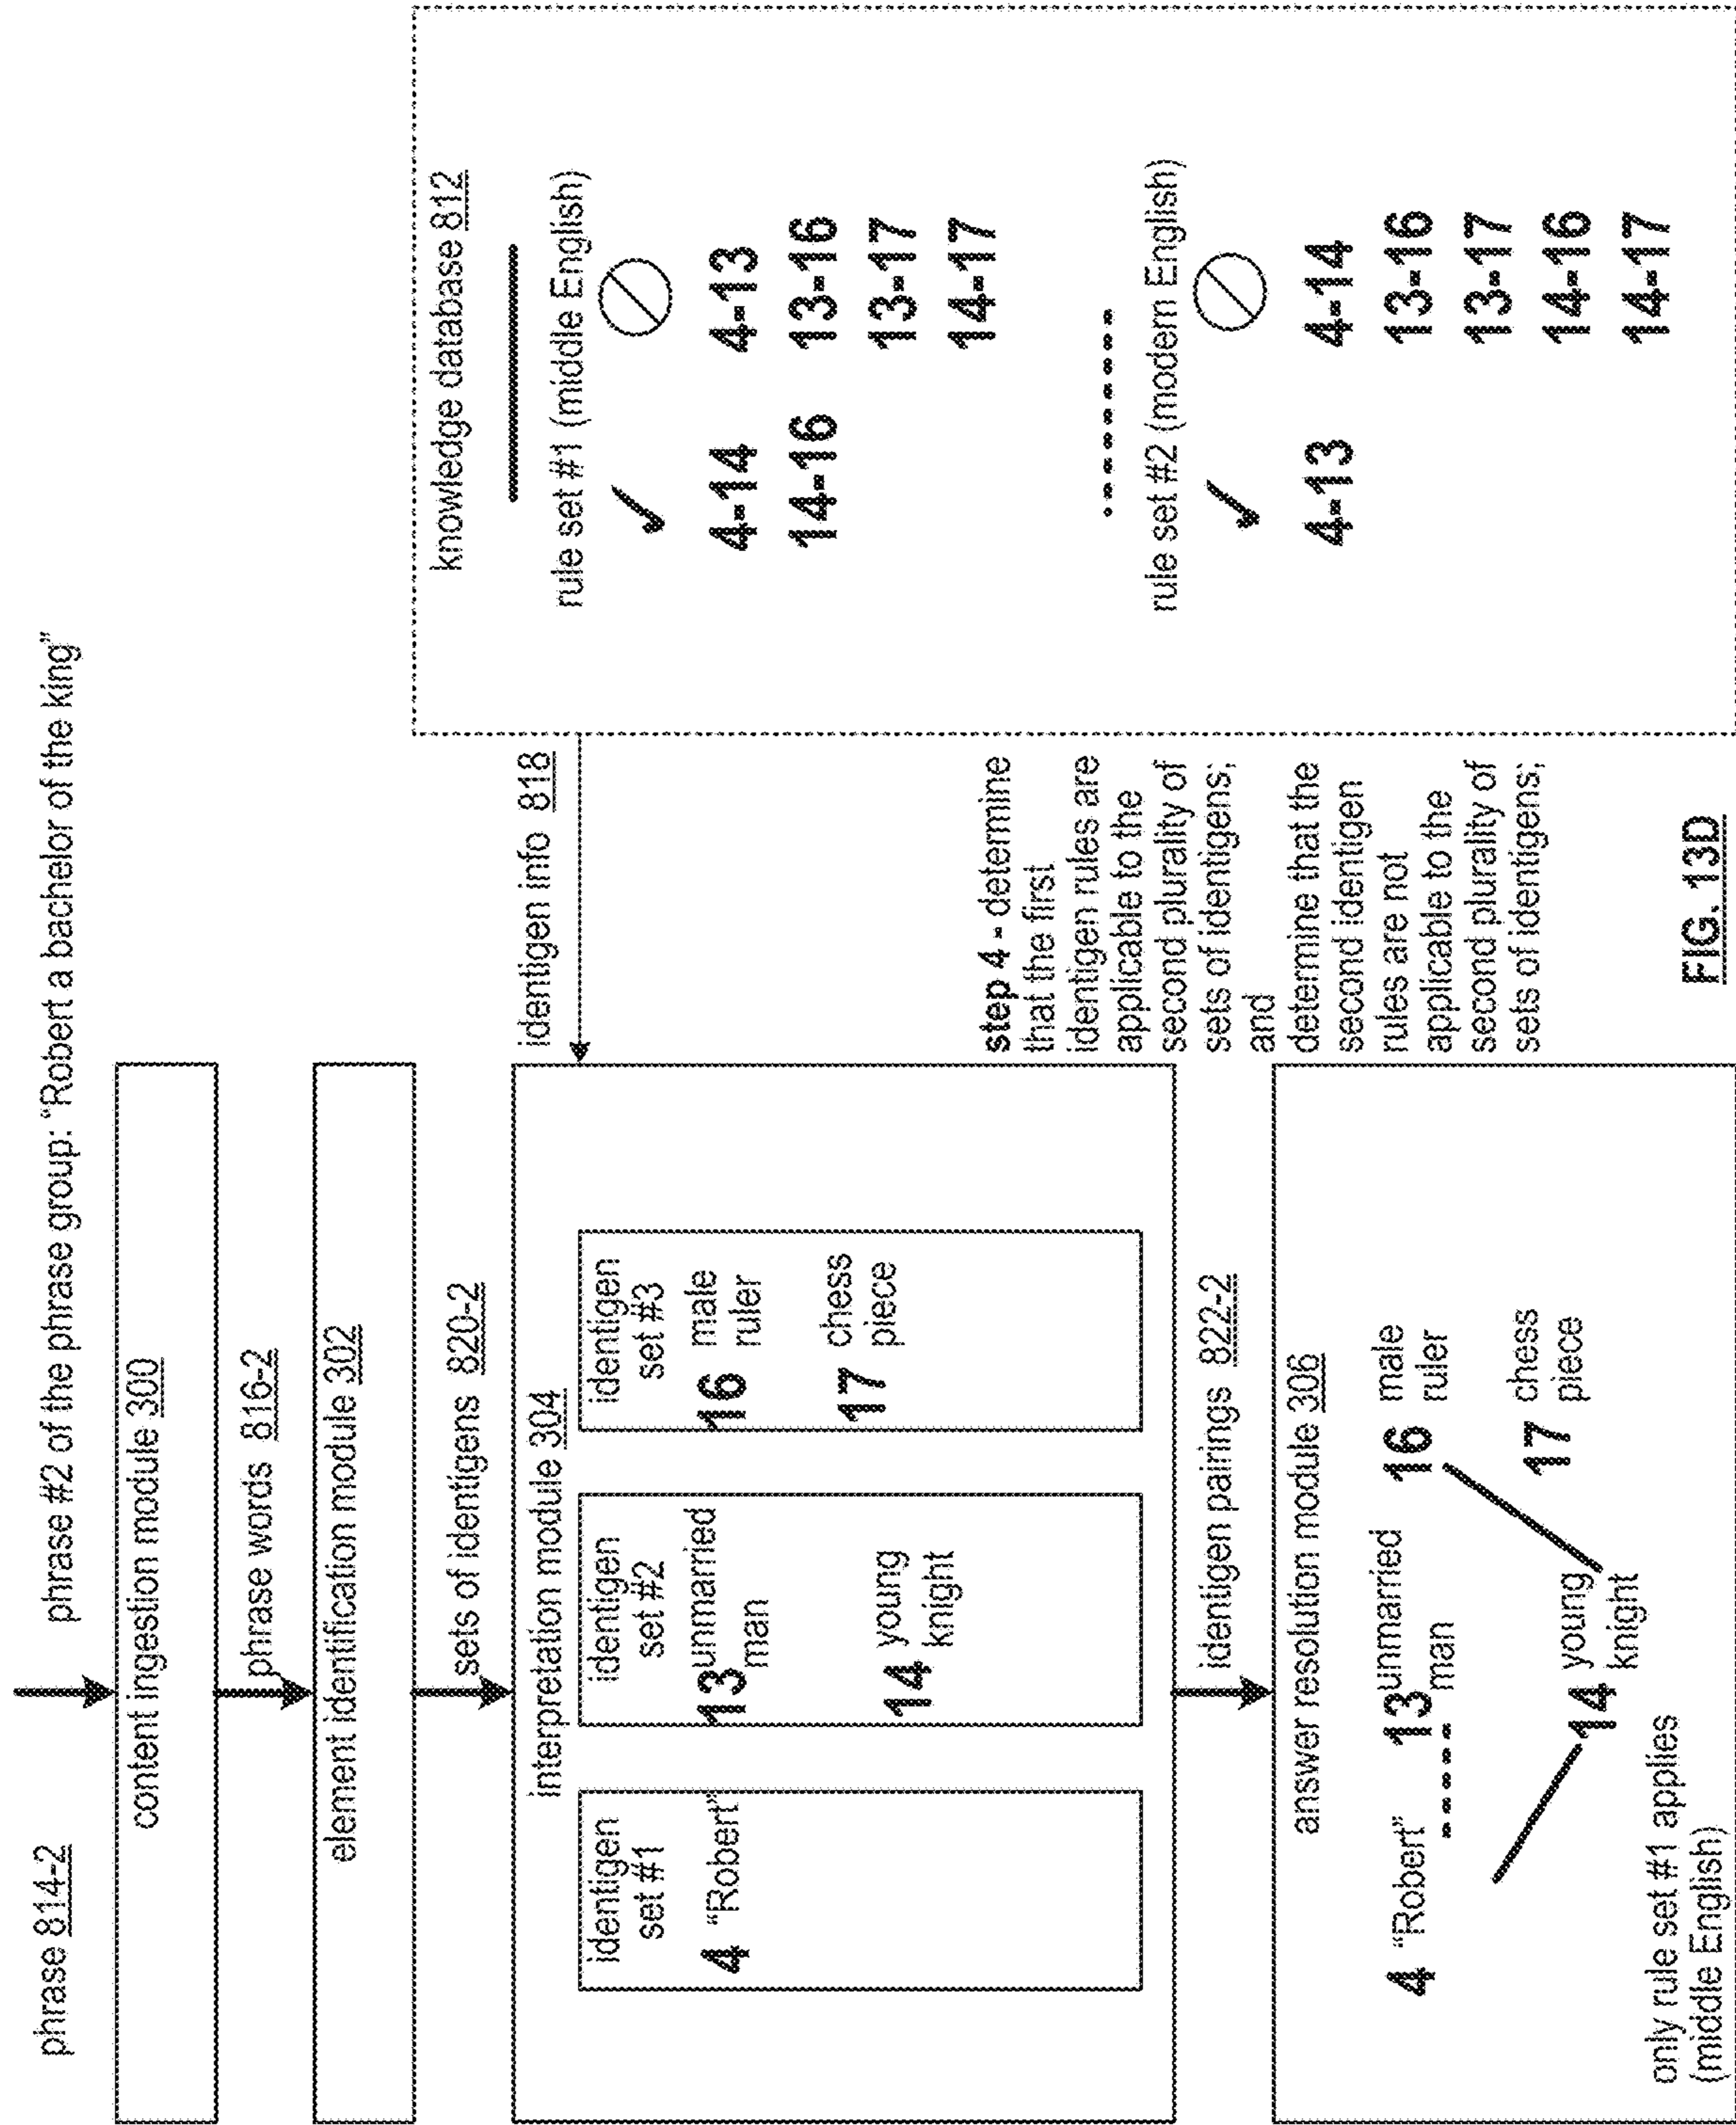 phrase 814-2
phrase #2 of the phrase group: "Robert a bachelor of the king"
content ingestion module 300
phrase words 816-2
element identification module 302
sets of identigens 820-2
interpretation module 304
identigen
set #1
4 "Robert"
identigen
set #2
13 unmarried
man
14 young
knight
identigen
set #3
16 male
ruler
17 chess
piece
identigen info 818
knowledge database 812
rule set #1 (middle English)
4-14 4-13
14-16 13-16
13-17
14-17
rule set #2 (modern English)
4-13 4-14
13-16
13-17
14-16
14-17
step 4 - determine
that the first
identigen rules are
applicable to the
second plurality of
sets of identigens;
and
determine that the
second identigen
rules are not
applicable to the
second plurality of
sets of identigens;
identigen pairings 822-2
answer resolution module 306
4 "Robert" 13 unmarried 16 male
man ruler
14 young 17 chess
knight piece
only rule set #1 applies
(middle English)
FIG. 13D